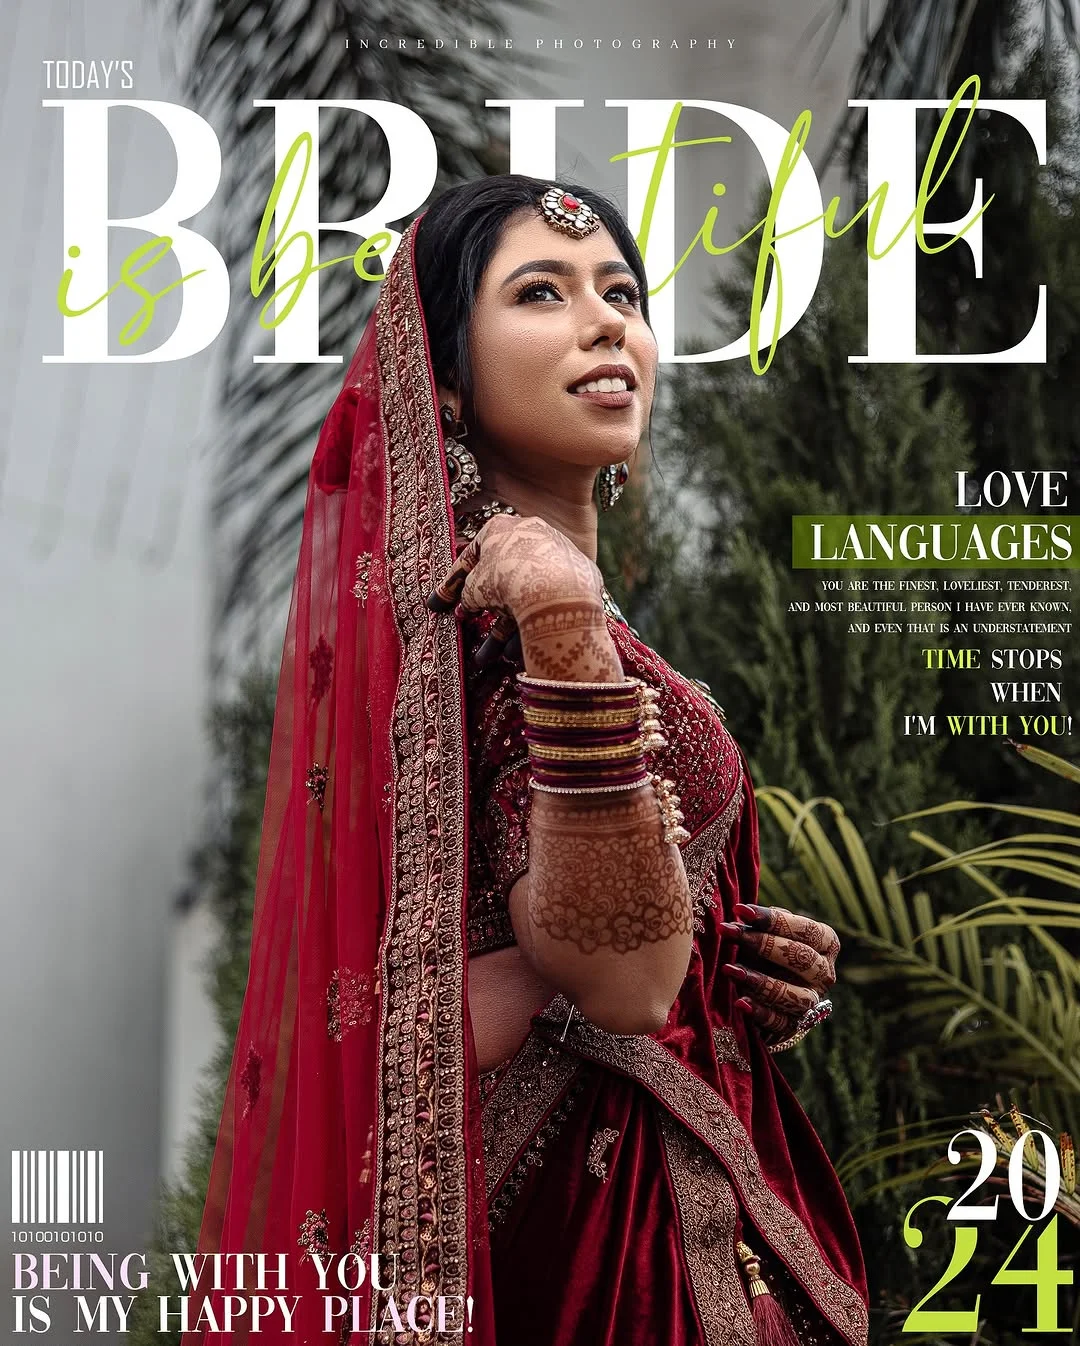 INCREDIBLE PHOTOGRAPHY
TODAY'S
BRIDE
is beautiful
LOVE
LANGUAGES
YOU ARE THE FINEST, LOVELIEST, TENDEREST,
AND MOST BEAUTIFUL PERSON I HAVE EVER KNOWN,
AND EVEN THAT IS AN UNDERSTATEMENT
TIME STOPS
WHEN
I'M WITH YOU!
10100101010
BEING WITH YOU
IS MY HAPPY PLACE!
20
24